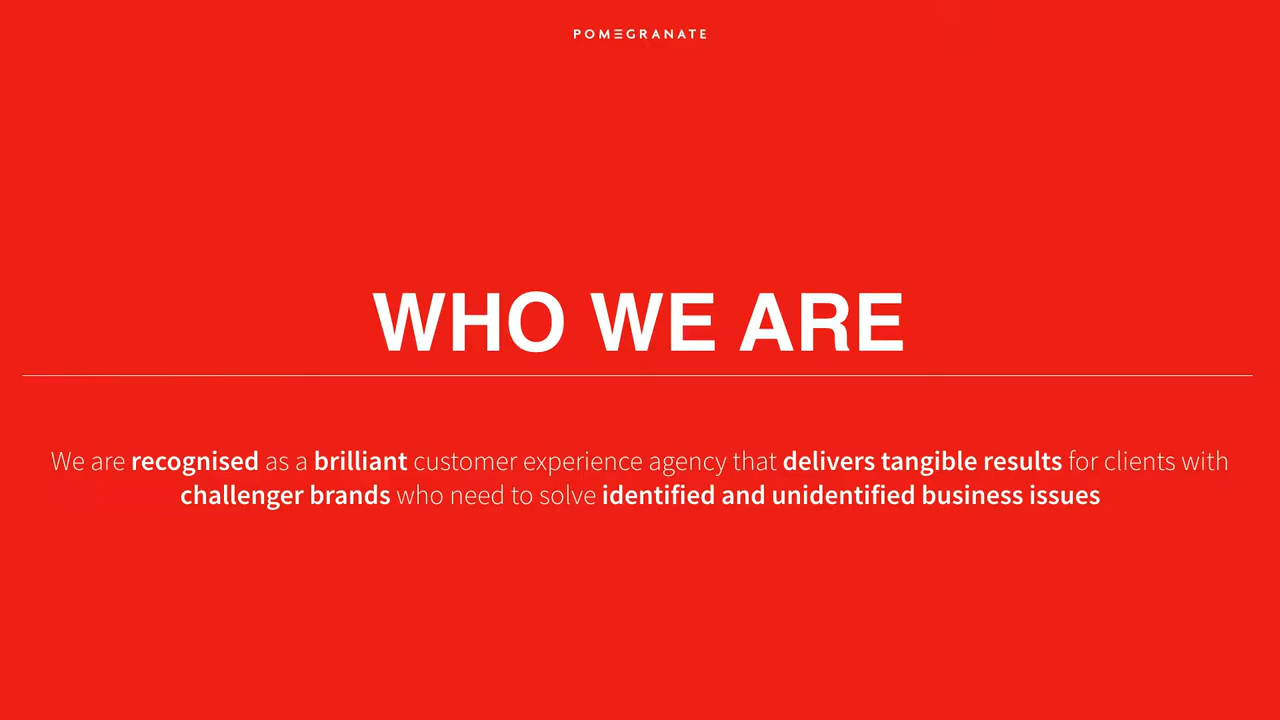 POMEGRANATE
WHO WE ARE
We are recognised as a brilliant customer experience agency that delivers tangible results for clients with
challenger brands who need to solve identified and unidentified business issues